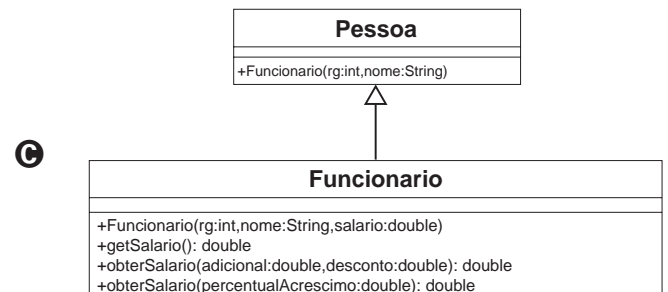 Pessoa
+Funcionario(rg:int,nome:String)
C
Funcionario
+Funcionario(rg:int,nome:String,salario:double)
+getSalario(): double
+obterSalario(adicional:double,desconto:double): double
+obterSalario(percentualAcrescimo:double): double